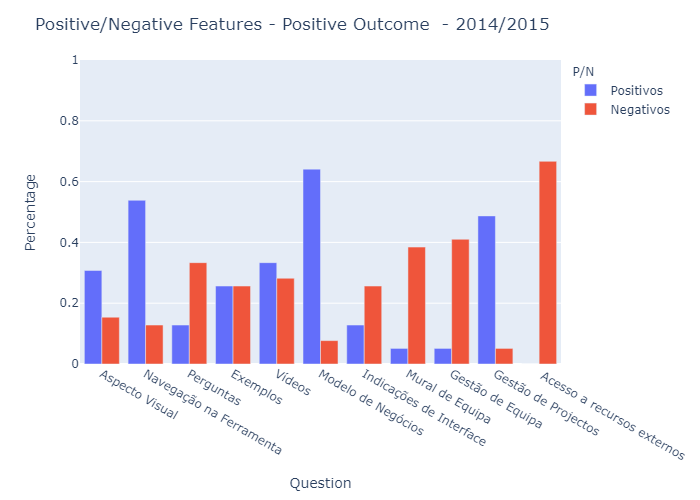 Positive/Negative Features - Positive Outcome - 2014/2015
P/N
Positivos
Negativos
Percentage
1
0.8
0.6
0.4
0.2
0
Aspecto Visual
Navegação na Ferramenta
Perguntas
Exemplos
Vídeos
Modelo de Negócios
Indicações de Interface
Mural de Equipa
Gestão de Equipa
Gestão de Projectos
Acesso a recursos externos
Question